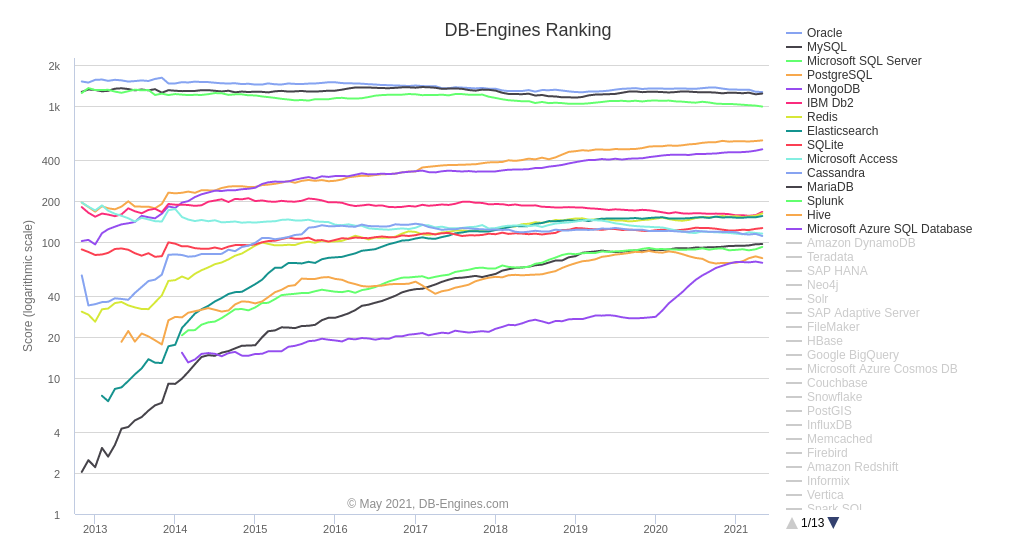 DB-Engines Ranking
Score (logarithmic scale)
2k
1k
400
200
100
40
20
10
4
2
1
2013
2014
2015
2016
2017
2018
2019
2020
2021
© May 2021, DB-Engines.com
Oracle
MySQL
Microsoft SQL Server
PostgreSQL
MongoDB
IBM Db2
Redis
Elasticsearch
SQLite
Microsoft Access
Cassandra
MariaDB
Splunk
Hive
Microsoft Azure SQL Database
Amazon DynamoDB
Teradata
SAP HANA
Neo4j
Solr
SAP Adaptive Server
FileMaker
HBase
Google BigQuery
Microsoft Azure Cosmos DB
Couchbase
Snowflake
PostGIS
InfluxDB
Memcached
Firebird
Amazon Redshift
Informix
Vertica
Spark SQL
1/13